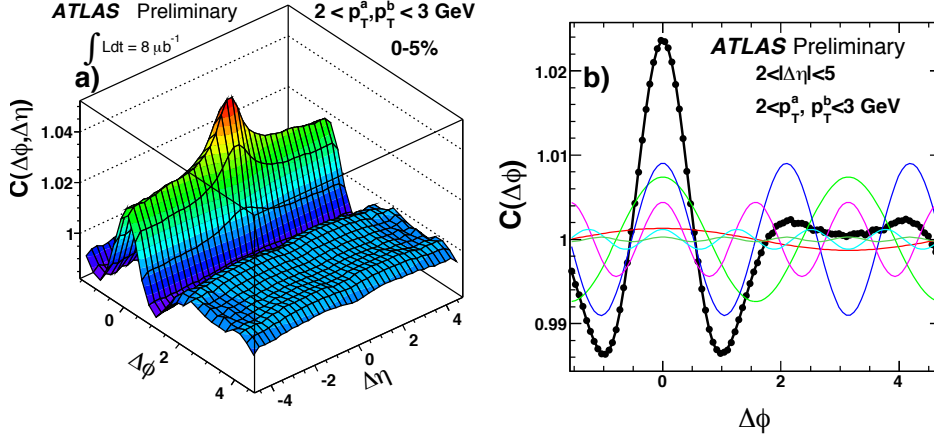 ATLAS Preliminary
2 < p_T^a, p_T^b < 3 GeV
∫ Ldt = 8 μb⁻¹
0-5%
a)
C(Δφ,Δη)
1.04
1.02
1
0
2
4
Δφ
-4
-2
0
2
4
Δη
b)
ATLAS Preliminary
2<|Δη|<5
2<p_T^a, p_T^b<3 GeV
C(Δφ)
1.02
1.01
1
0.99
0
2
4
Δφ